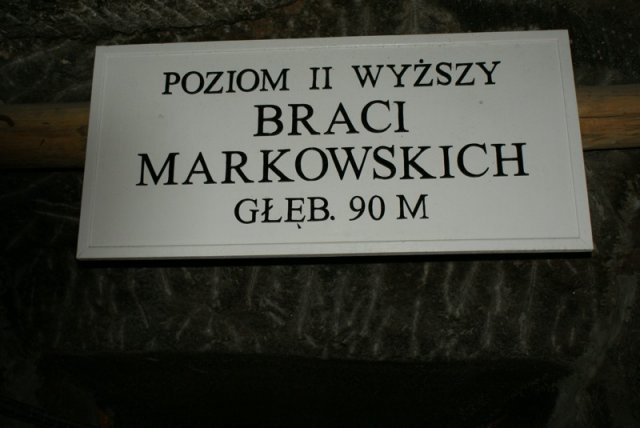 POZIOM II WYŻSZY
BRACI
MARKOWSKICH
GŁĘB. 90 M